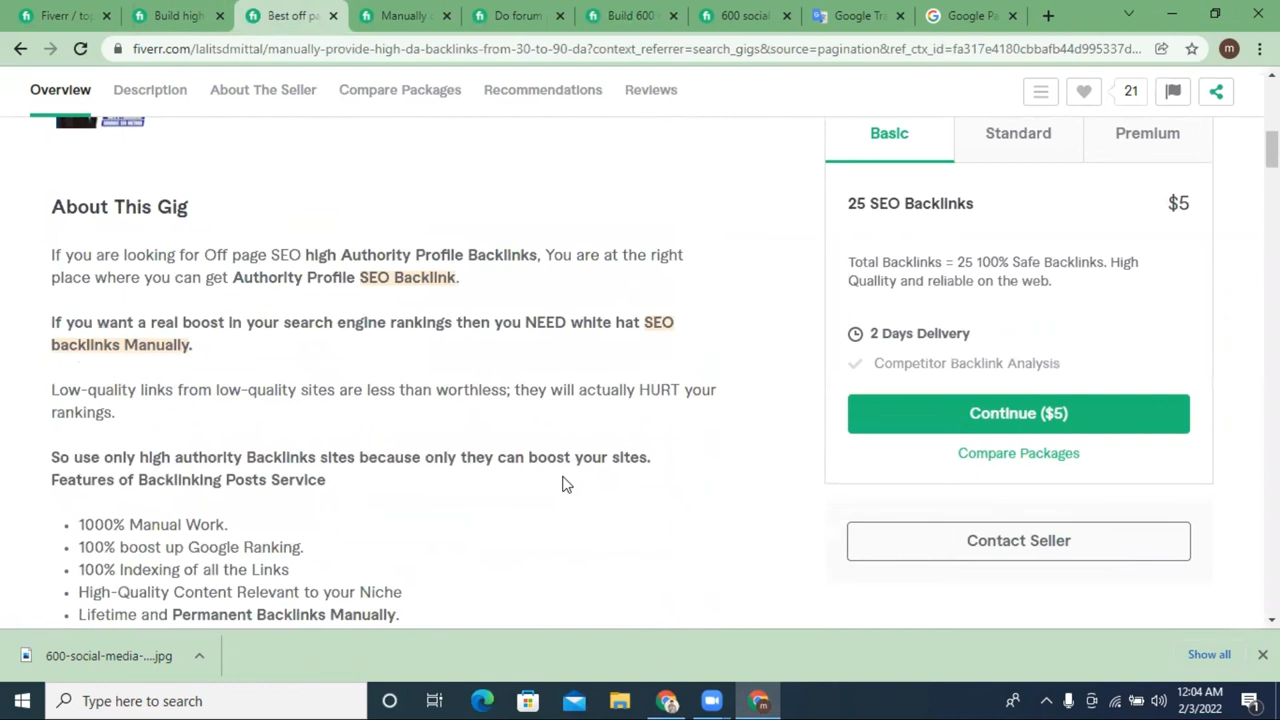 Fiverr / top
Build high
Best off pa
Manually c
Do forum
Build 600
600 social
Google Tra
Google Pa
fiverr.com/lalitsdmittal/manually-provide-high-da-backlinks-from-30-to-90-da?context_referrer=search_gigs&source=pagination&ref_ctx_id=fa317e4180cbbafb44d995337d...
m
Overview
Description
About The Seller
Compare Packages
Recommendations
Reviews
21
Basic
Standard
Premium
About This Gig
If you are looking for Off page SEO high Authority Profile Backlinks, You are at the right
place where you can get Authority Profile SEO Backlink.
If you want a real boost in your search engine rankings then you NEED white hat SEO
backlinks Manually.
Low-quality links from low-quality sites are less than worthless; they will actually HURT your
rankings.
So use only high authority Backlinks sites because only they can boost your sites.
Features of Backlinking Posts Service
1000% Manual Work.
100% boost up Google Ranking.
100% Indexing of all the Links
High-Quality Content Relevant to your Niche
Lifetime and Permanent Backlinks Manually.
25 SEO Backlinks
$5
Total Backlinks = 25 100% Safe Backlinks. High
Quallity and reliable on the web.
2 Days Delivery
Competitor Backlink Analysis
Continue ($5)
Compare Packages
Contact Seller
600-social-media-....jpg
Show all
Type here to search
12:04 AM
2/3/2022